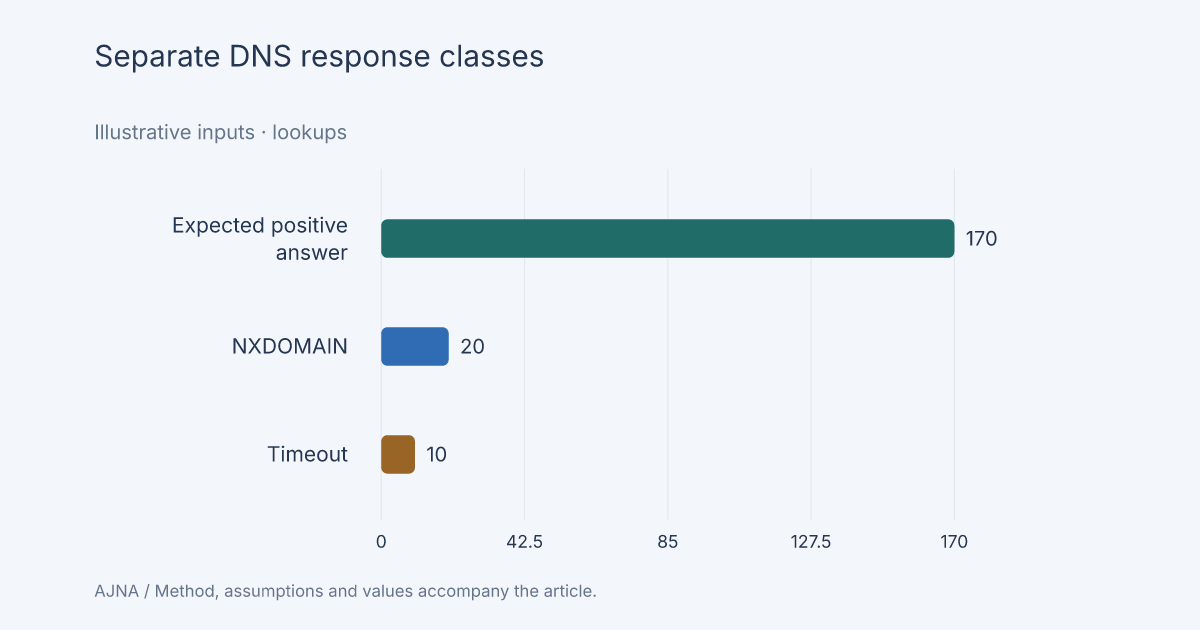 Separate DNS response classes
Illustrative inputs · lookups
Expected positive
answer
170
NXDOMAIN
20
Timeout
10
0
42.5
85
127.5
170
AJNA / Method, assumptions and values accompany the article.